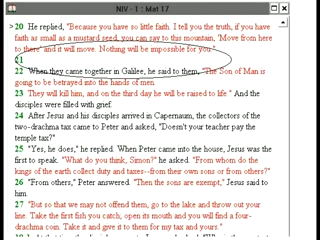 NIV - 1 : Mat 17
> 20 He replied, "Because you have so little faith. I tell you the truth, if you have
faith as small as a mustard seed, you can say to this mountain, 'Move from here
to there' and it will move. Nothing will be impossible for you."
21
22 When they came together in Galilee, he said to them, "The Son of Man is
going to be betrayed into the hands of men.
23 They will kill him, and on the third day he will be raised to life." And the
disciples were filled with grief.
24 After Jesus and his disciples arrived in Capernaum, the collectors of the
two-drachma tax came to Peter and asked, "Doesn't your teacher pay the
temple tax?"
25 "Yes, he does," he replied. When Peter came into the house, Jesus was the
first to speak. "What do you think, Simon?" he asked. "From whom do the
kings of the earth collect duty and taxes--from their own sons or from others?"
26 "From others," Peter answered. "Then the sons are exempt," Jesus said to
him.
27 "But so that we may not offend them, go to the lake and throw out your
line. Take the first fish you catch; open its mouth and you will find a four-
drachma coin. Take it and give it to them for my tax and yours."